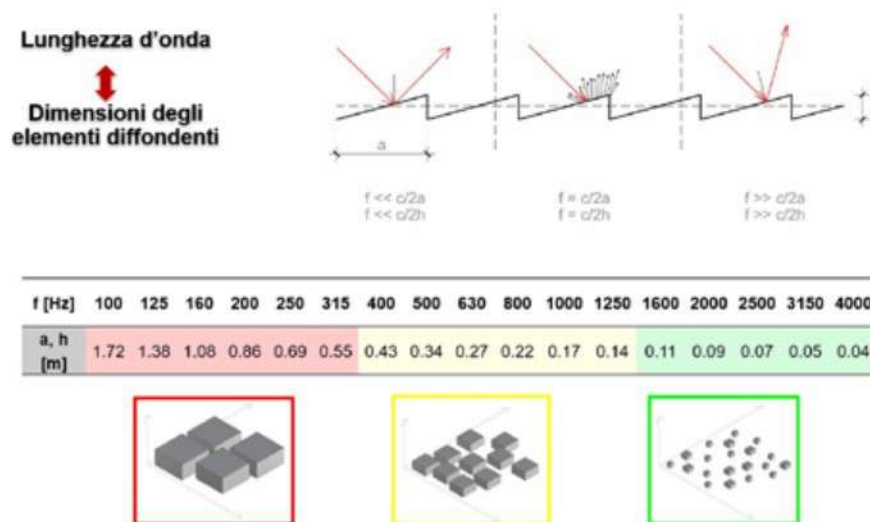 Lunghezza d'onda
Dimensioni degli
elementi diffondenti
a
f << c/2a
f << c/2h
f = c/2a
f = c/2h
f >> c/2a
f >> c/2h
f [Hz] 100 125 160 200 250 315 400 500 630 800 1000 1250 1600 2000 2500 3150 4000
a, h
[m] 1.72 1.38 1.08 0.86 0.69 0.55 0.43 0.34 0.27 0.22 0.17 0.14 0.11 0.09 0.07 0.05 0.04